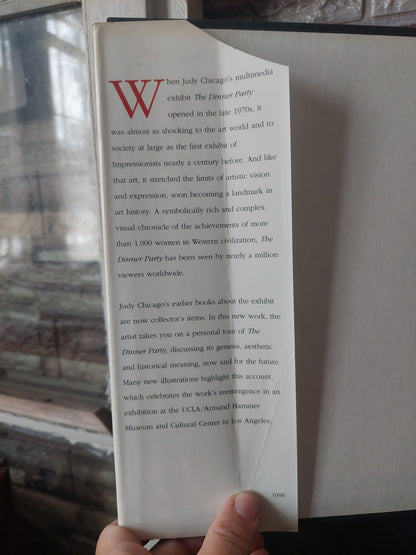 When Judy Chicago's multimedia
exhibit The Dinner Party
opened in the late 1970s, it
was almost as shocking to the art world and to
society at large as the first exhibit of
Impressionists nearly a century before. And like
that art, it stretched the limits of artistic vision
and expression, soon becoming a landmark in
art history. A symbolically rich and complex
visual chronicle of the achievements of more
than 1,000 women in Western civilization, The
Dinner Party has been seen by nearly a million
viewers worldwide.
Judy Chicago's earlier books about the exhibit
are now collector's items. In this new work, the
artist takes you on a personal tour of The
Dinner Party, discussing its genesis, aesthetic
and historical meaning, now and for the future.
Many new illustrations highlight this account,
which celebrates the work's reemergence in an
exhibition at the UCLA/Armand Hammer
Museum and Cultural Center in Los Angeles.
0396